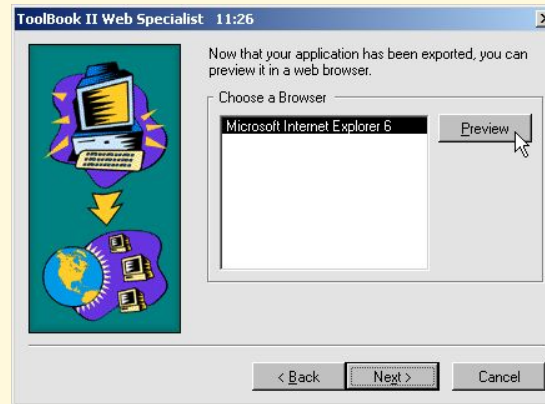 ToolBook II Web Specialist 11:26
Now that your application has been exported, you can
preview it in a web browser.
Choose a Browser
Microsoft Internet Explorer 6
Preview
< Back
Next >
Cancel